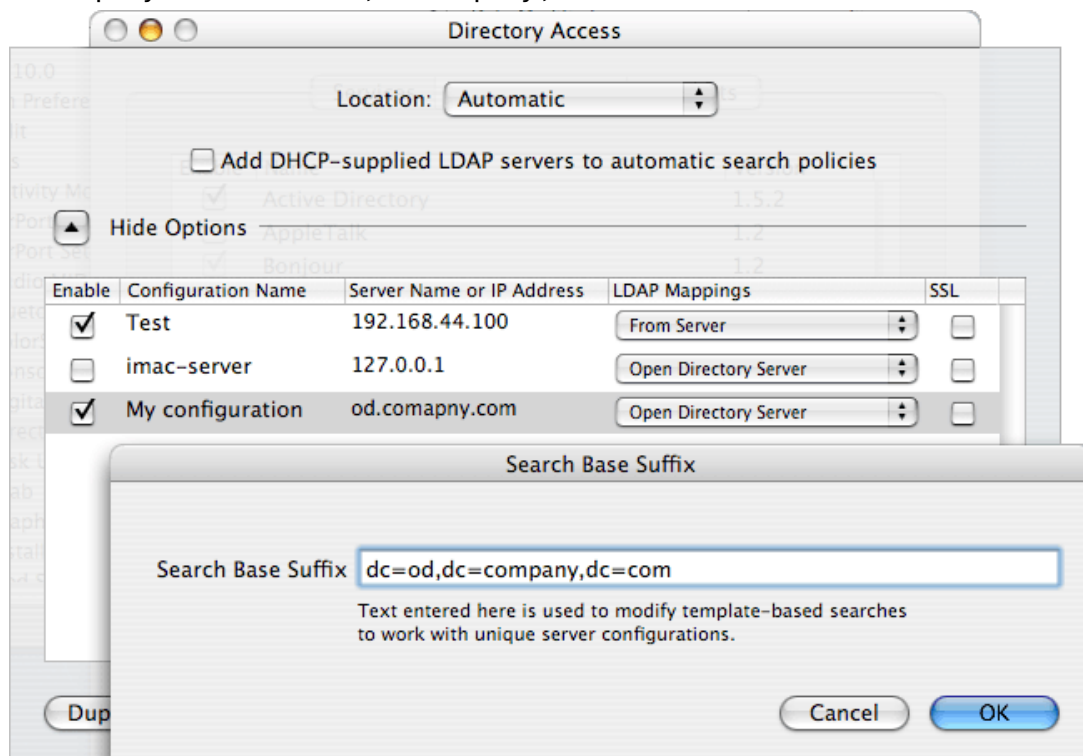 Directory Access
Location: Automatic
Add DHCP-supplied LDAP servers to automatic search policies
Active Directory 1.5.2
Hide Options
AppleTalk 1.2
Bonjour 1.2
Enable Configuration Name Server Name or IP Address LDAP Mappings SSL
Test 192.168.44.100 From Server
imac-server 127.0.0.1 Open Directory Server
My configuration od.comapny.com Open Directory Server
Search Base Suffix
Search Base Suffix dc=od,dc=company,dc=com
Text entered here is used to modify template-based searches
to work with unique server configurations.
Dup
Cancel OK